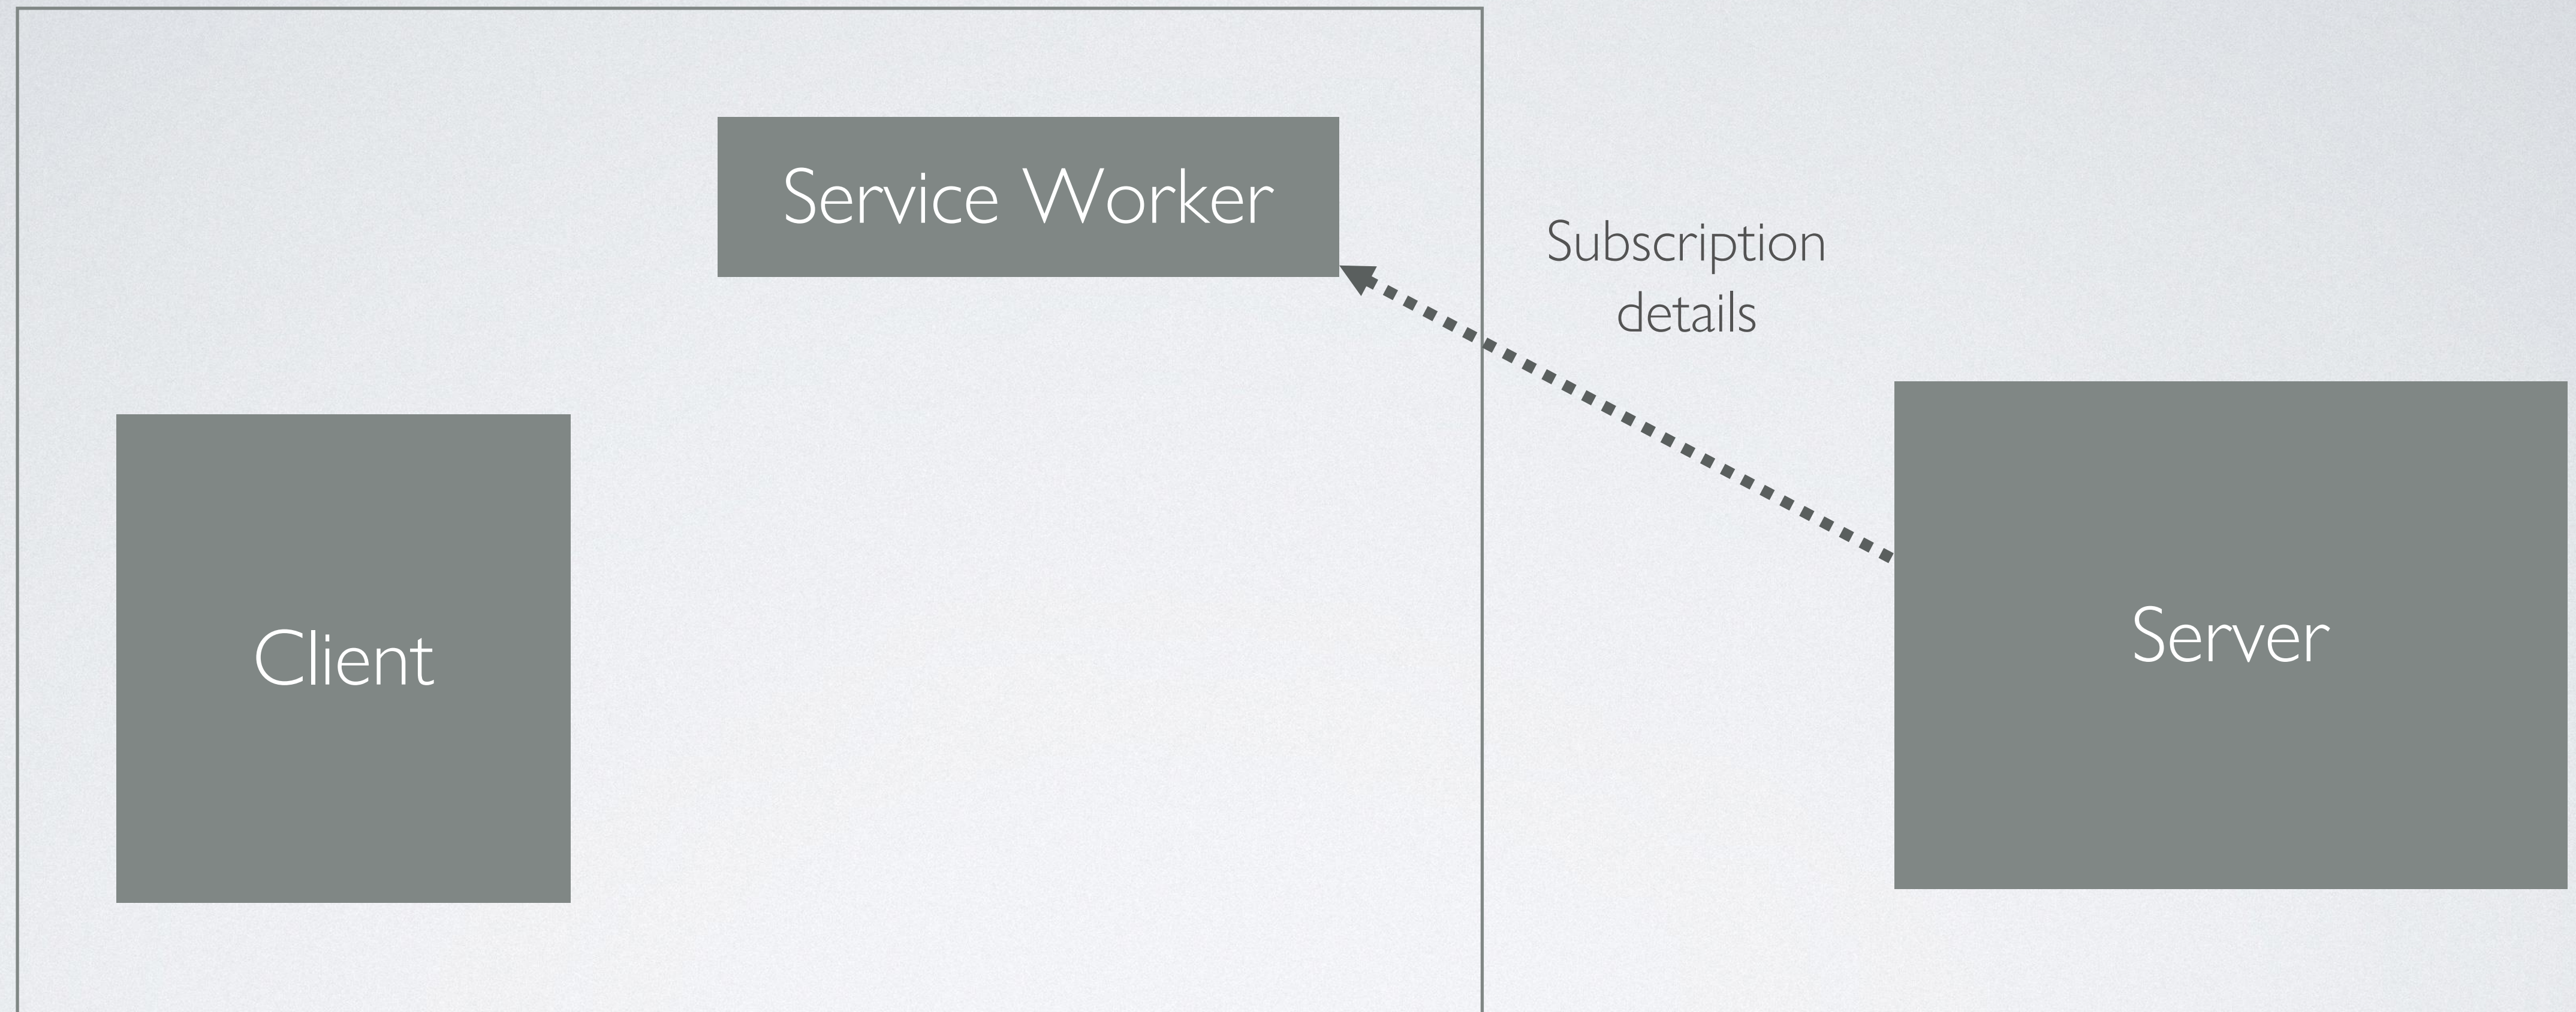 Service Worker
Subscription
details
Client
Server